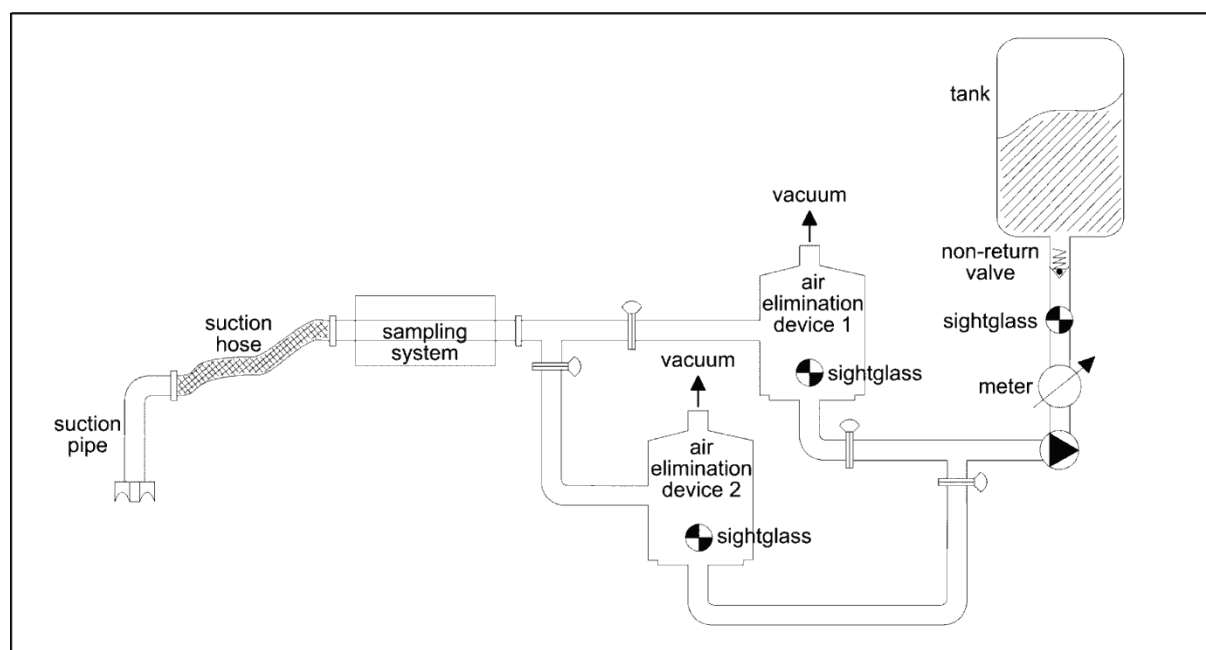 tank
vacuum
non-return
valve
air
elimination
device 1
suction
hose
sampling
system
sightglass
vacuum
sightglass
meter
suction
pipe
air
elimination
device 2
sightglass